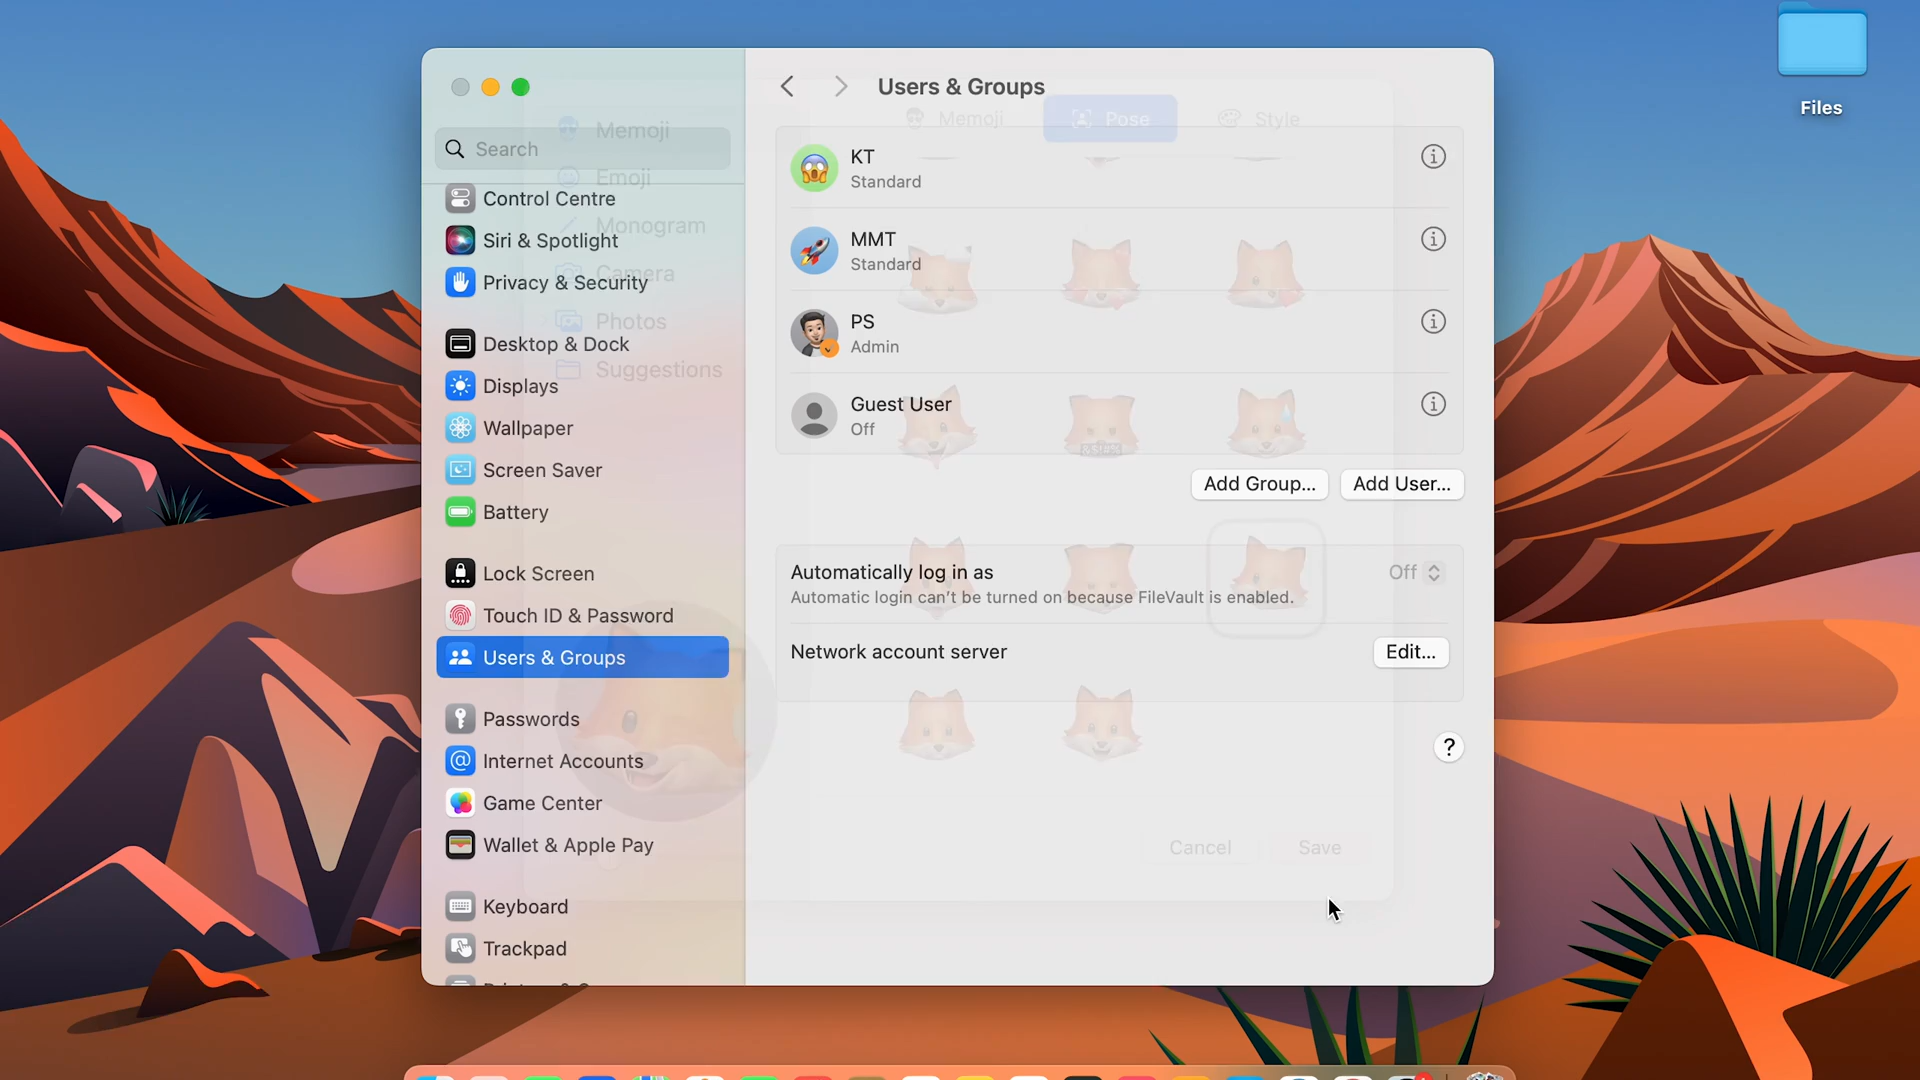 Files
Users & Groups
Search
Memoji
Emoji
Monogram
Camera
Photos
Suggestions
Control Centre
Siri & Spotlight
Privacy & Security
Desktop & Dock
Displays
Wallpaper
Screen Saver
Battery
Lock Screen
Touch ID & Password
Users & Groups
Passwords
Internet Accounts
Game Center
Wallet & Apple Pay
Keyboard
Trackpad
Memoji
Pose
Style
KT
Standard
MMT
Standard
PS
Admin
Guest User
Off
Add Group...
Add User...
Automatically log in as
Off
Automatic login can't be turned on because FileVault is enabled.
Network account server
Edit...
?
Cancel
Save